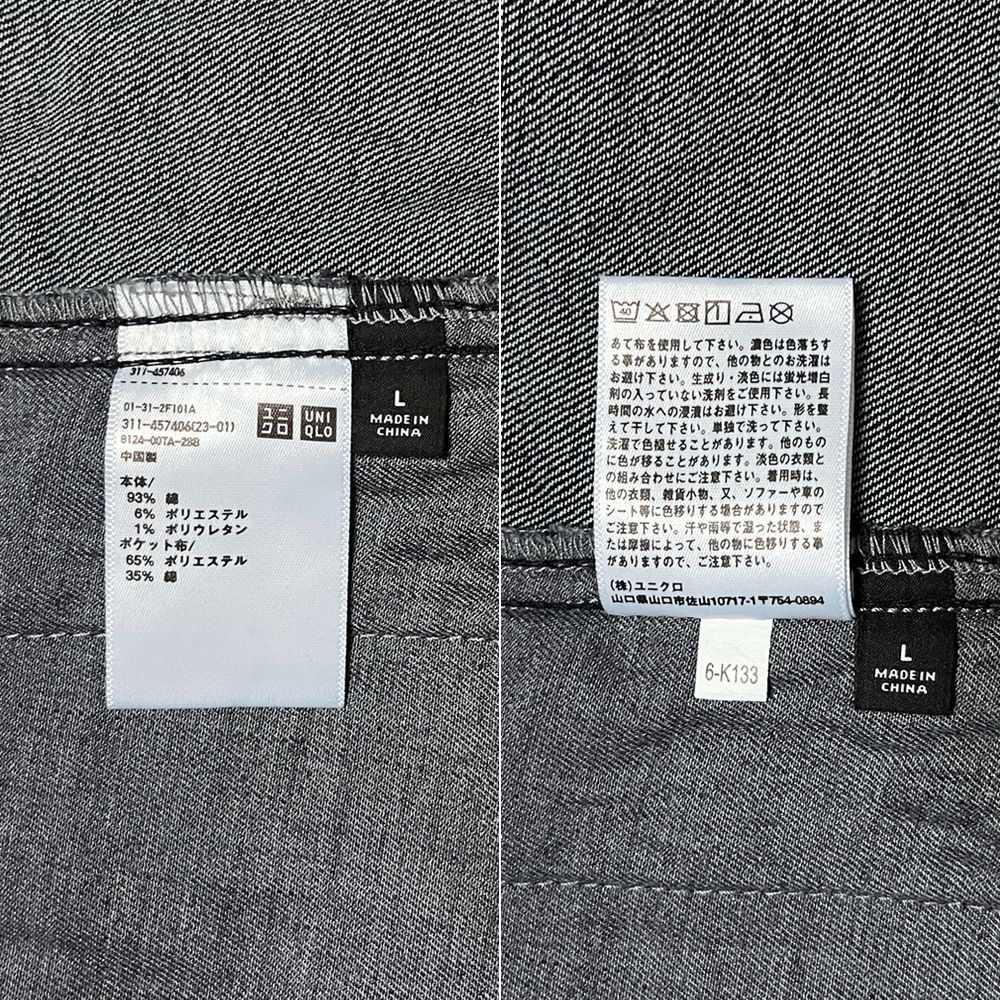 317-457406
01-31-2F101A
311-457406(23-01)
8124-00TA-28B
中国製
ユニ
クロ
UNI
QLO
本体/
93% 綿
6% ポリエステル
1% ポリウレタン
ポケット布/
65% ポリエステル
35% 綿
L
MADE IN
CHINA
40
あて布を使用して下さい。濃色は色落ちす
る事がありますので、他の物とのお洗濯は
お避け下さい。生成り・淡色には蛍光増白
剤の入っていない洗剤をご使用下さい。長
時間の水への浸漬はお避け下さい。形を整
えて干して下さい。単独で洗って下さい。
洗濯で色褪せることがあります。他のもの
に色が移ることがあります。淡色の衣類と
の組み合わせにご注意下さい。着用時は、
他の衣類、雑貨小物、又、ソファーや車の
シート等に色移りする場合がありますので
ご注意下さい。汗や雨等で湿った状態、ま
たは摩擦によって、他の物に色移りする事
がありますので、ご注意下さい。
(株)ユニクロ
山口県山口市佐山10717-1〒754-0894
6-K133
L
MADE IN
CHINA